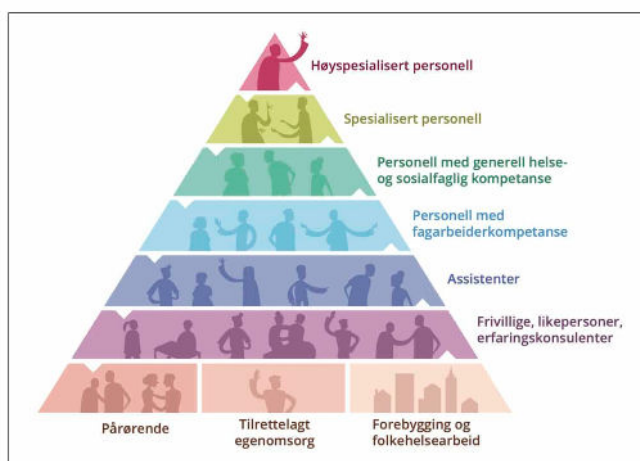 Høyspesialisert personell
Spesialisert personell
Personell med generell helse-
og sosialfaglig kompetanse
Personell med
fagarbeiderkompetanse
Assistenter
Frivillige, likepersoner,
erfaringskonsulenter
Pårørende
Tilrettelagt
egenomsorg
Forebygging og
folkehelsearbeid